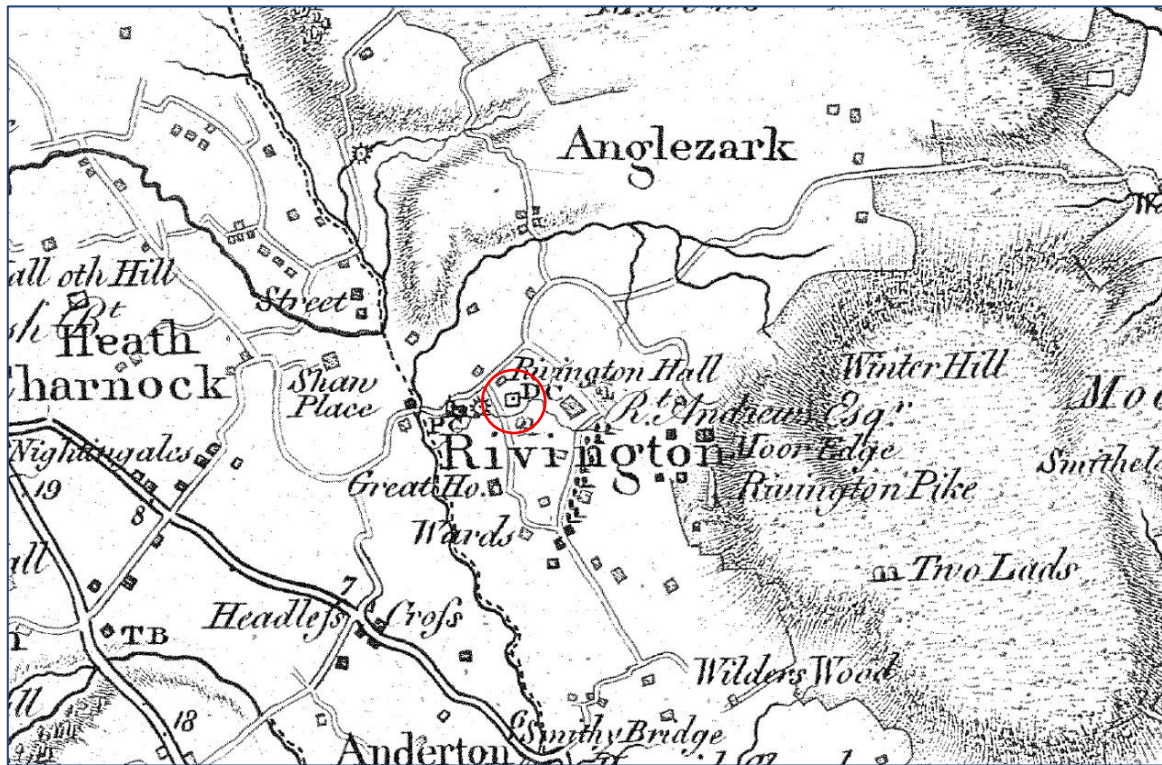 Anglezark
all oth Hill
Street
Heath
Charnock
Shaw
Place
Rivington Hall
DC
R.t Andrews Esq.r
Winter Hill
PC
Rivington
Moor Edge
Nightingales
Great Ho.
Rivington Pike
19
8
Wards
Two Lads
7
Headleſs Croſs
TB
Wilders Wood
18
6
Smithy Bridge
Anderton